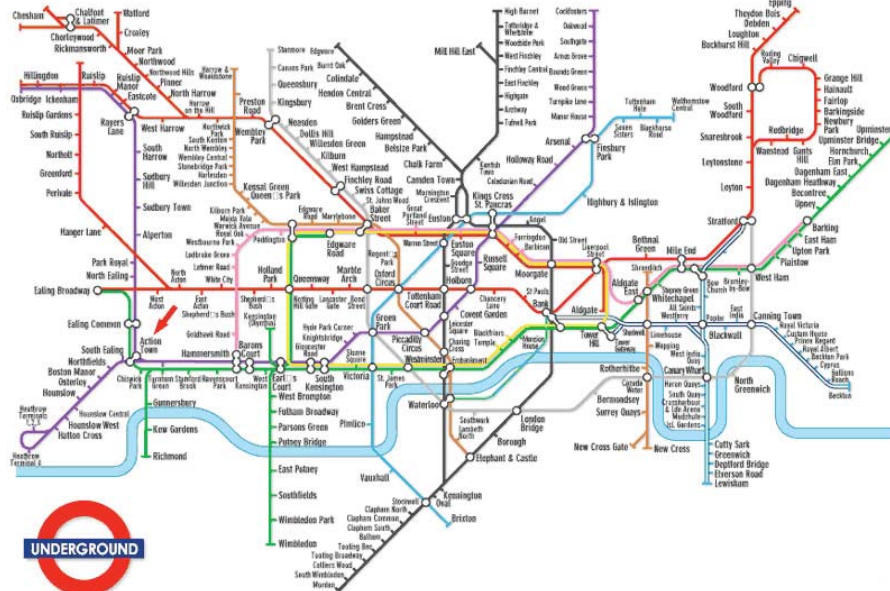 Chesham
Chalfont
& Latimer
Chorleywood
Rickmansworth
Watford
Croxley
Moor Park
Northwood
Northwood Hills
Pinner
North Harrow
Harrow
on the Hill
Harrow &
Wealdstone
Stanmore
Canons Park
Queensbury
Kingsbury
Edgware
Burnt Oak
Colindale
Hendon Central
Brent Cross
Golders Green
Hampstead
Belsize Park
Chalk Farm
Camden Town
Mill Hill East
High Barnet
Totteridge &
Whetstone
Woodside Park
West Finchley
Finchley Central
East Finchley
Highgate
Archway
Tufnell Park
Kentish
Town
Cockfosters
Oakwood
Southgate
Arnos Grove
Bounds Green
Wood Green
Turnpike Lane
Manor House
Arsenal
Holloway Road
Caledonian Road
Tottenham
Hale
Seven
Sisters
Blackhorse
Road
Walthamstow
Central
Finsbury
Park
Highbury & Islington
Epping
Theydon Bois
Debden
Loughton
Buckhurst Hill
Roding
Valley
Chigwell
Grange Hill
Hainault
Fairlop
Barkingside
Newbury
Park
Woodford
South
Woodford
Snaresbrook
Redbridge
Wanstead
Gants
Hill
Leytonstone
Leyton
Stratford
Upminster
Upminster Bridge
Hornchurch
Elm Park
Dagenham East
Dagenham Heathway
Becontree
Upney
Barking
East Ham
Upton Park
Plaistow
West Ham
Hillingdon
Uxbridge
Ickenham
Ruislip
Ruislip
Manor
Eastcote
Rayers
Lane
West Harrow
Ruislip Gardens
South Ruislip
Northolt
Greenford
Perivale
Hanger Lane
South
Harrow
Sudbury
Hill
Sudbury Town
Alperton
Park Royal
North Ealing
Ealing Broadway
Ealing Common
South Ealing
Action
Town
Northfields
Boston Manor
Osterley
Hounslow
Hounslow Central
Hounslow West
Hatton Cross
Heathrow
Terminals
Heathrow
Terminal 4
Preston
Road
Wembley
Park
Northwick
Park
South Kenton
North Wembley
Wembley Central
Stonebridge Park
Harlesden
Willesden Junction
Kensal Green
Queen□s Park
Kilburn Park
Maida Vale
Warwick Avenue
Royal Oak
Westbourne Park
Ladbroke Grove
Latimer Road
White City
Neasden
Dollis Hill
Willesden Green
Kilburn
West Hampstead
Finchley Road
Swiss Cottage
St. Johns Wood
Baker
Street
Edgware
Road
Marylebone
Paddington
Edgware
Road
Great
Portland
Street
Mornington
Crescent
Euston
Kings Cross
St. Pancras
Angel
Old Street
Farringdon
Barbican
Moorgate
Liverpool
Street
Warren Street
Euston
Square
Goodge
Street
Russell
Square
Regent□s
Park
Oxford
Circus
Tottenham
Court Road
Holborn
Chancery
Lane
St Pauls
Bank
Covent Garden
Leicester
Square
Charing
Cross
Embankment
Piccadilly
Circus
Green
Park
Hyde Park Corner
Knightsbridge
Gloucester
Road
Sloane
Square
South
Kensington
Victoria
St. James
Park
Westminster
Blackfriars
Temple
Mansion
House
Tower
Hill
Tower
Gateway
Aldgate
Aldgate
East
West
Acton
North
Acton
East
Acton
Shepherd□s
Bush
Holland
Park
Notting
Hill Gate
Queensway
Lancaster
Gate
Marble
Arch
Bond
Street
Shepherd□s Bush
Goldhawk Road
Kensington
(Olympia)
Hammersmith
Barons
Court
Chiswick
Park
Turnham
Green
Stamford
Brook
Ravenscourt
Park
West
Kensington
Earl□s
Court
Gunnersbury
Kew Gardens
Richmond
West Brompton
Fulham Broadway
Parsons Green
Putney Bridge
East Putney
Southfields
Wimbledon Park
Wimbledon
Pimlico
Vauxhall
Stockwell
Brixton
Waterloo
Southwark
Lambeth
North
London
Bridge
Borough
Elephant & Castle
Kennington
Oval
Clapham North
Clapham Common
Clapham South
Balham
Tooting Bec
Tooting Broadway
Colliers Wood
South Wimbledon
Morden
Bethnal
Green
Mile End
Shoreditch
Stepney Green
Whitechapel
Bow
Church
Bromley-
by-Bow
All Saints
Westferry
Poplar
Blackwall
East
India
Canning Town
Royal Victoria
Custom House
Prince Regent
Royal Albert
Beckton Park
Cyprus
Gallions
Reach
Beckton
Limehouse
Shadwell
Wapping
Rotherhithe
Canada
Water
Bermondsey
Surrey Quays
New Cross Gate
New Cross
West India
Quay
Canary Wharf
Heron Quays
South Quay
Crossharbour
& Isle Arena
Mudchute
Isl. Gardens
North
Greenwich
Cutty Sark
Greenwich
Deptford Bridge
Elverson Road
Lewisham
UNDERGROUND